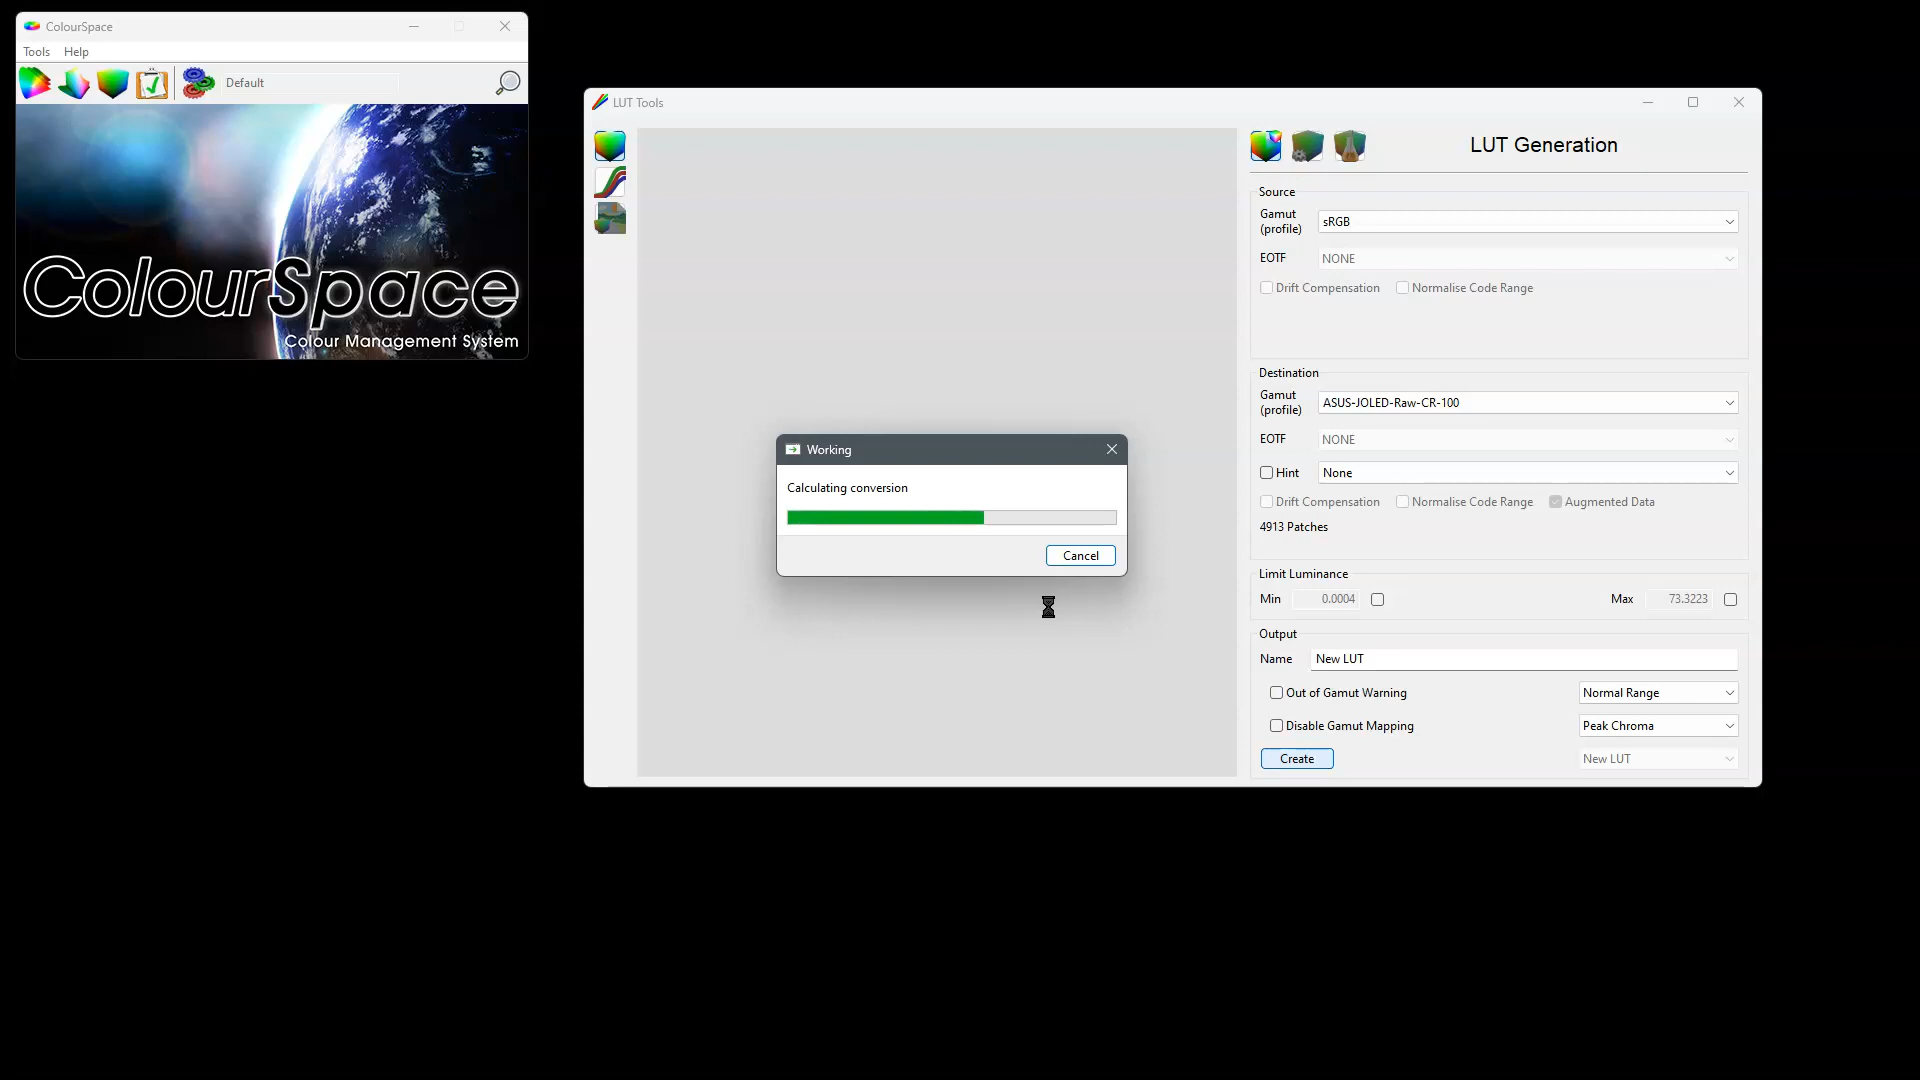 ColourSpace
Tools Help
Default
ColourSpace
Colour Management System
LUT Tools
LUT Generation
Source
Gamut
(profile)
sRGB
EOTF
NONE
Drift Compensation
Normalise Code Range
Destination
Gamut
(profile)
ASUS-JOLED-Raw-CR-100
EOTF
NONE
Hint
None
Drift Compensation
Normalise Code Range
Augmented Data
4913 Patches
Limit Luminance
Min
0.0004
Max
73.3223
Output
Name
New LUT
Out of Gamut Warning
Normal Range
Disable Gamut Mapping
Peak Chroma
Create
New LUT
Working
Calculating conversion
Cancel